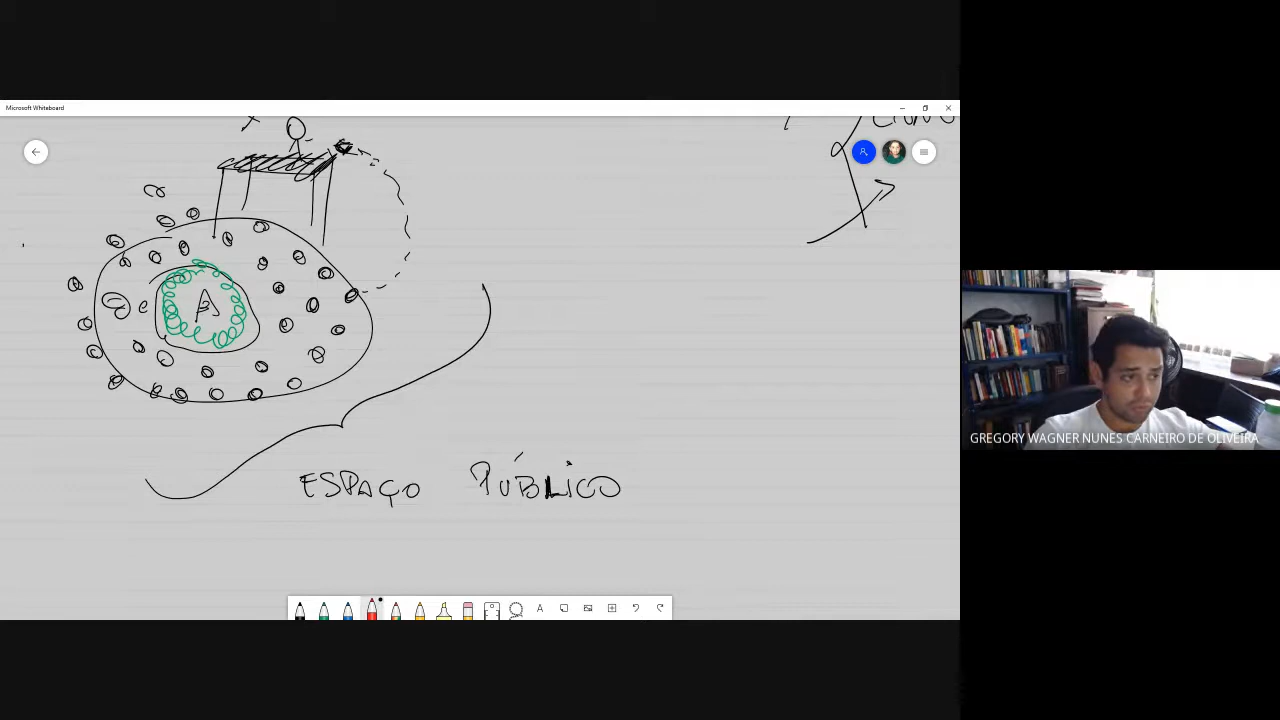 Microsoft Whiteboard
A
ESPAÇO PÚBLICO
GREGORY WAGNER NUNES CARNEIRO DE OLIVEIRA